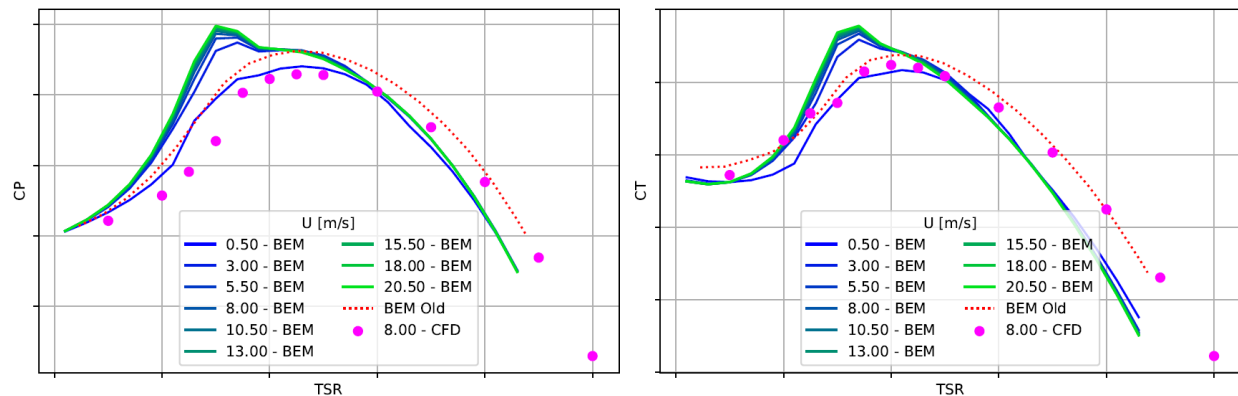 CP
U [m/s]
0.50 - BEM
3.00 - BEM
5.50 - BEM
8.00 - BEM
10.50 - BEM
13.00 - BEM
15.50 - BEM
18.00 - BEM
20.50 - BEM
BEM Old
8.00 - CFD
TSR
CT
U [m/s]
0.50 - BEM
3.00 - BEM
5.50 - BEM
8.00 - BEM
10.50 - BEM
13.00 - BEM
15.50 - BEM
18.00 - BEM
20.50 - BEM
BEM Old
8.00 - CFD
TSR